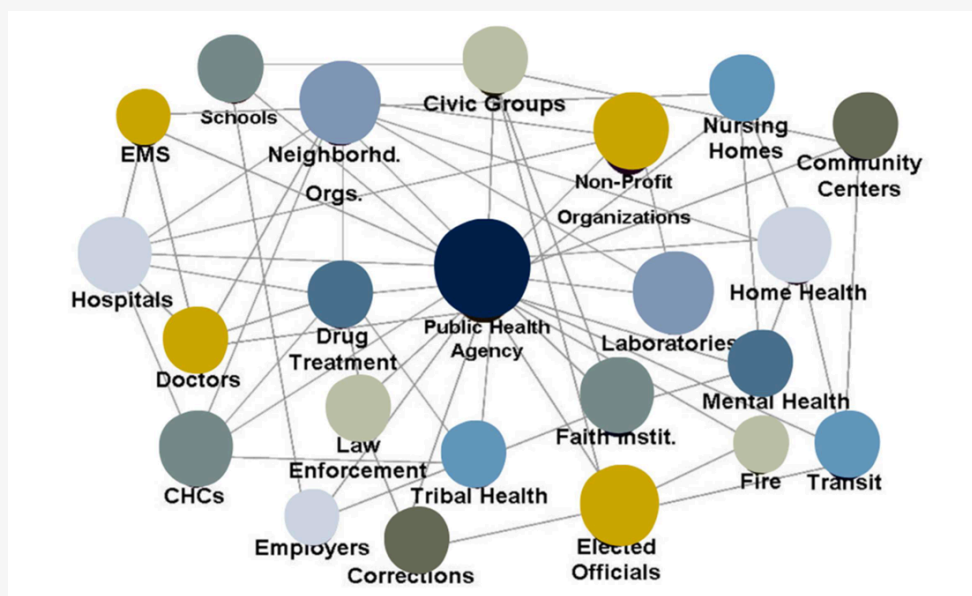 Schools
Civic Groups
EMS
Neighborhd.
Orgs.
Non-Profit
Organizations
Nursing
Homes
Community
Centers
Hospitals
Drug
Treatment
Public Health
Agency
Laboratories
Home Health
Doctors
Mental Health
Law
Enforcement
Faith Instit.
CHCs
Tribal Health
Fire
Transit
Employers
Corrections
Elected
Officials